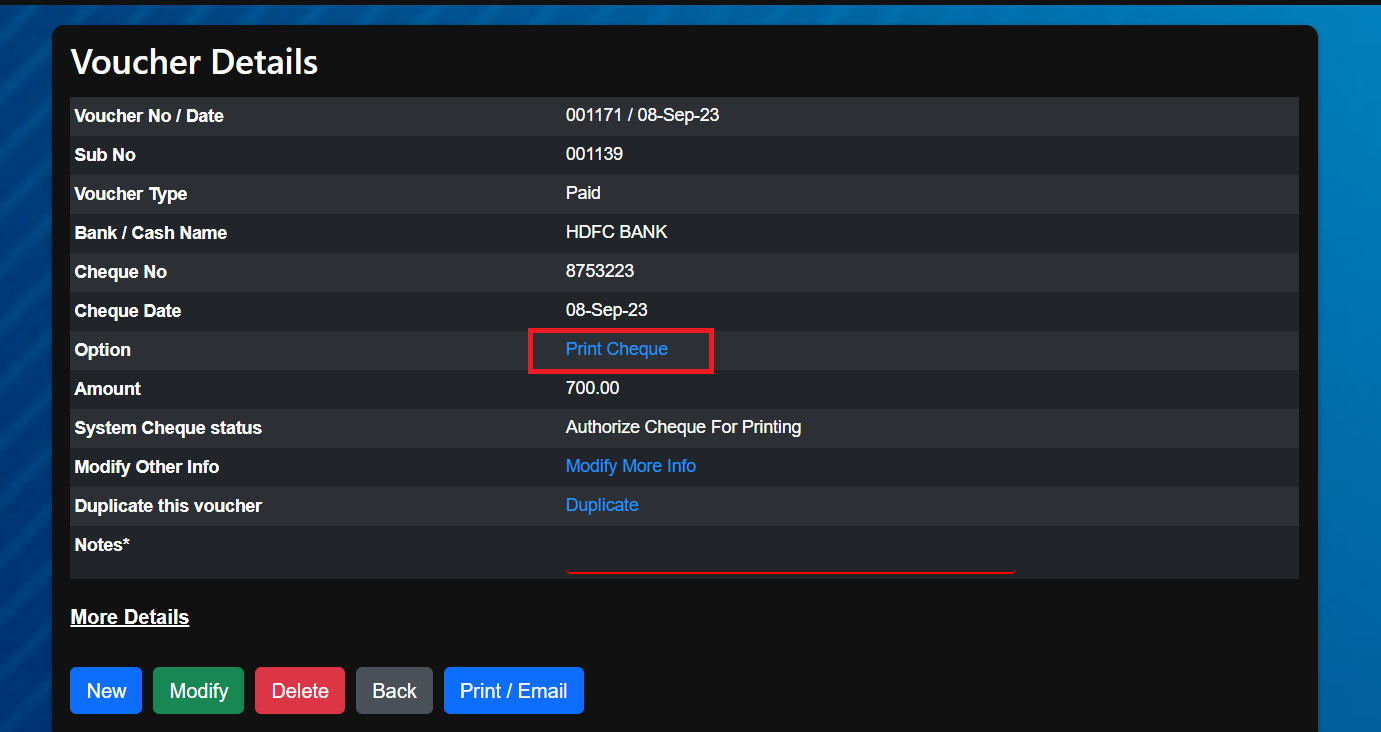 Voucher Details
Voucher No / Date 001171 / 08-Sep-23
Sub No 001139
Voucher Type Paid
Bank / Cash Name HDFC BANK
Cheque No 8753223
Cheque Date 08-Sep-23
Option Print Cheque
Amount 700.00
System Cheque status Authorize Cheque For Printing
Modify Other Info Modify More Info
Duplicate this voucher Duplicate
Notes*
More Details
New Modify Delete Back Print / Email